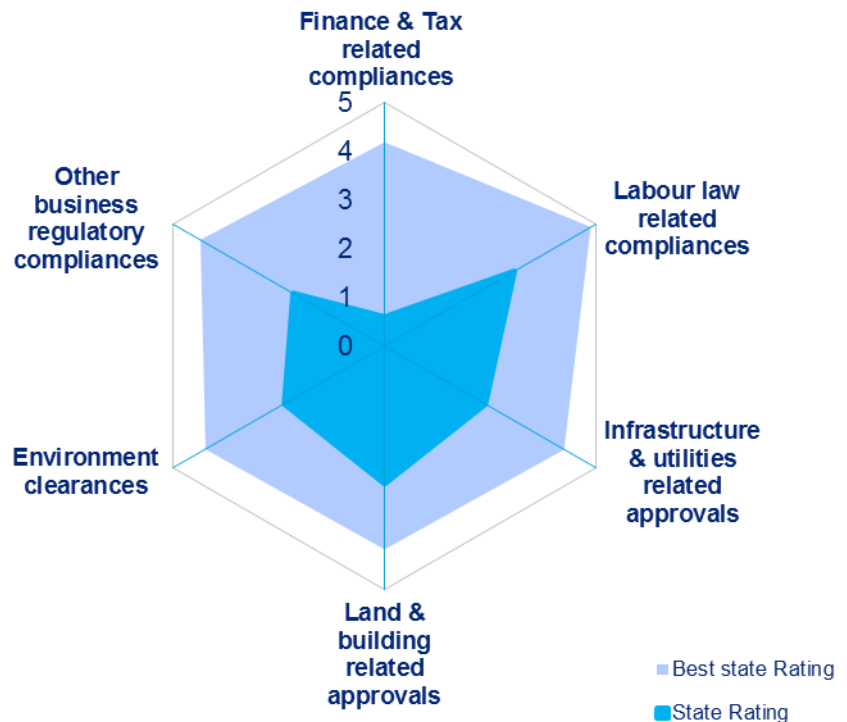 Finance & Tax
related
compliances
5
4
3
2
1
0
Labour law
related
compliances
Infrastructure
& utilities
related
approvals
Land &
building
related
approvals
Environment
clearances
Other
business
regulatory
compliances
Best state Rating
State Rating